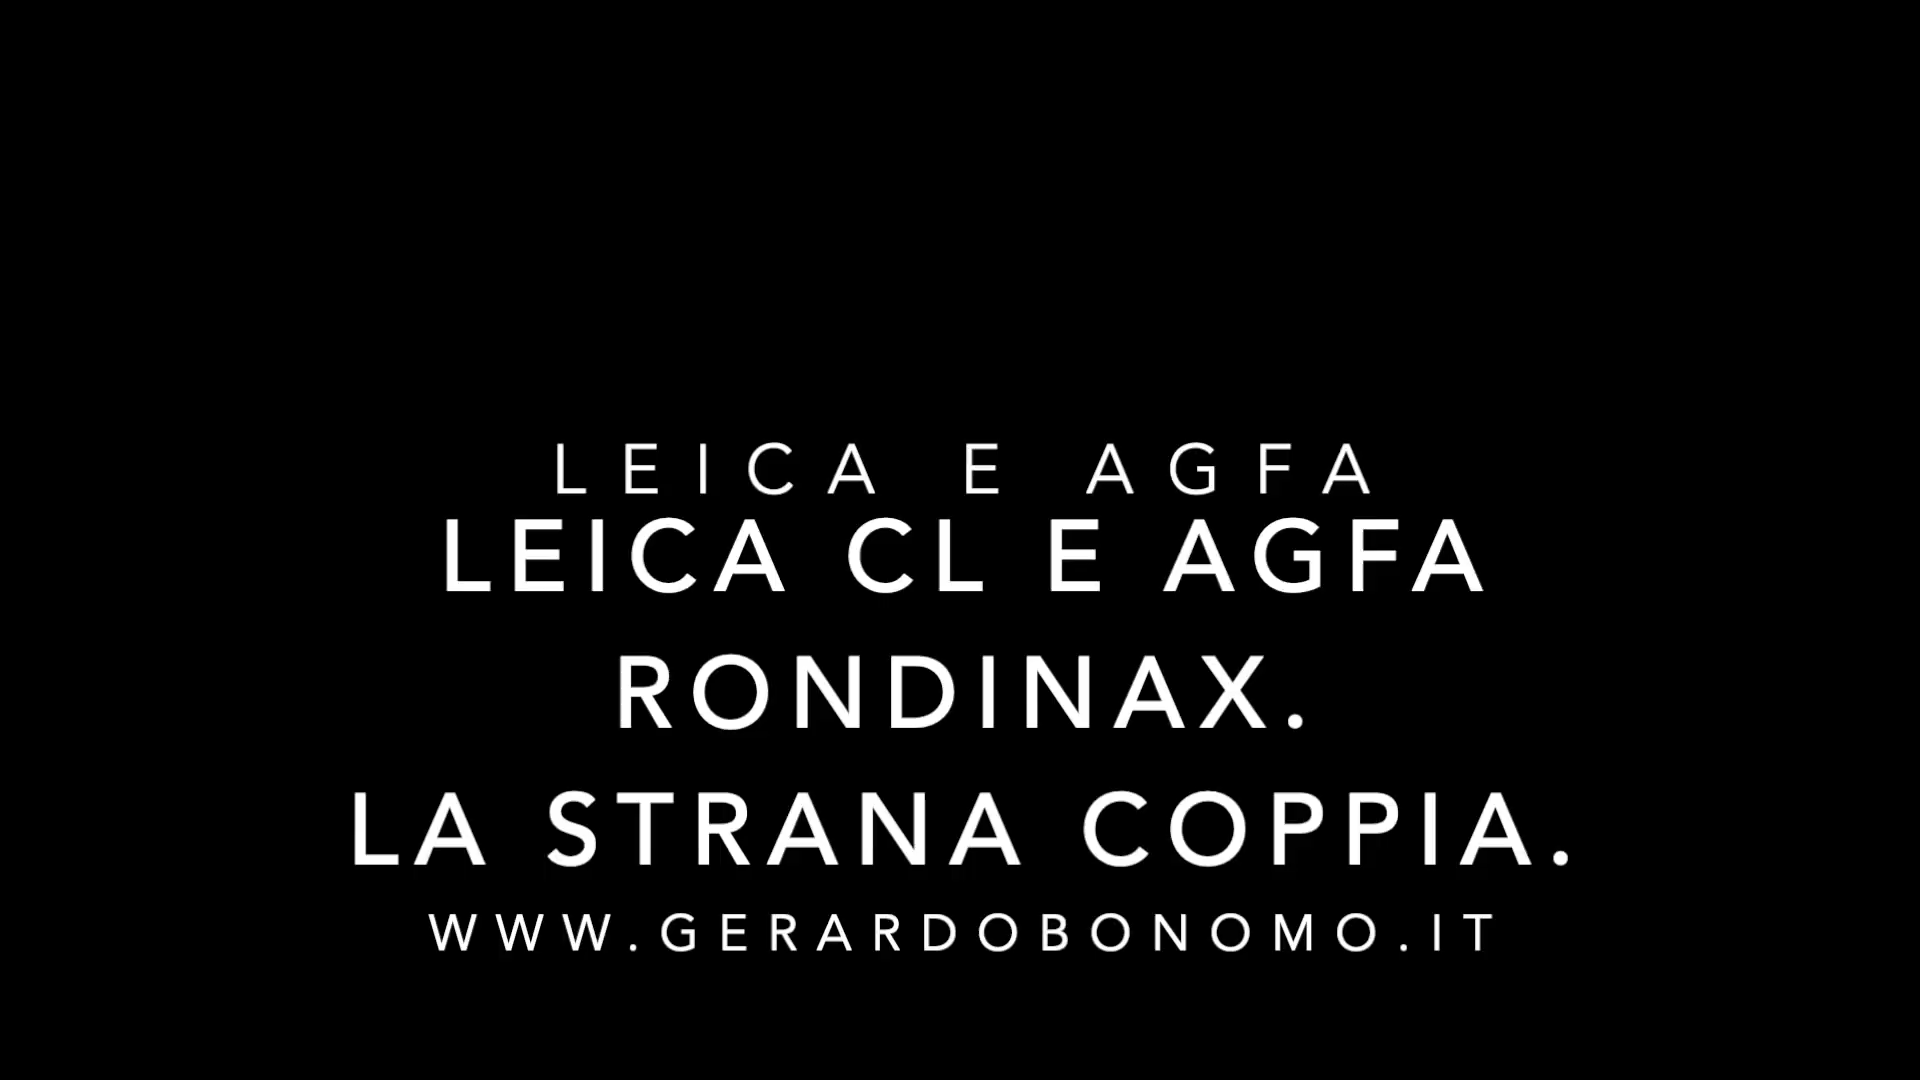 LEICA E AGFA
LEICA CL E AGFA
RONDINAX.
LA STRANA COPPIA.
WWW.GERARDOBONOMO.IT